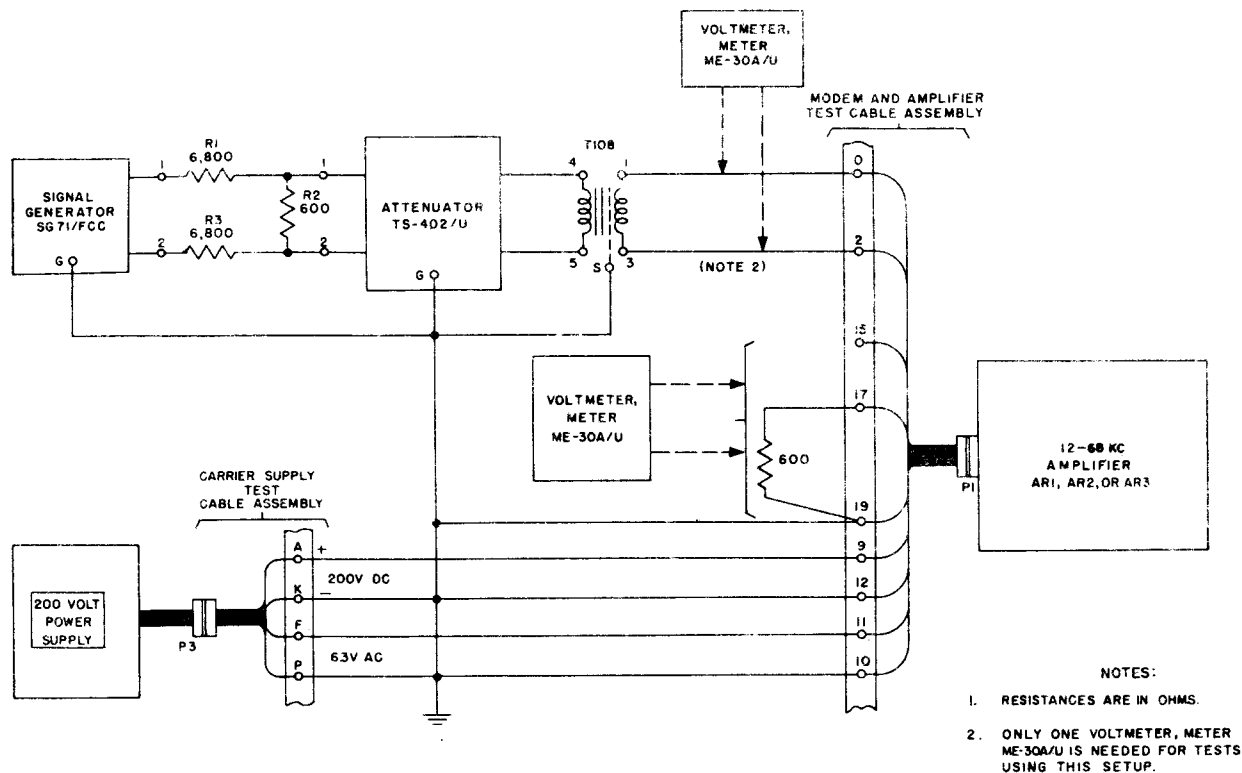 VOLTMETER,
METER
ME-30A/U
MODEM AND AMPLIFIER
TEST CABLE ASSEMBLY
SIGNAL
GENERATOR
SG71/FCC
G
1
R1
6,800
2
R3
6,800
R2
600
1
2
ATTENUATOR
TS-402/U
G
T108
4
1
5
S
3
(NOTE 2)
0
2
15
17
19
9
12
11
10
VOLTMETER,
METER
ME-30A/U
600
P1
12-68 KC
AMPLIFIER
AR1, AR2, OR AR3
CARRIER SUPPLY
TEST
CABLE ASSEMBLY
200 VOLT
POWER
SUPPLY
P3
A
+
200V DC
K
–
F
63V AC
P
NOTES:
1. RESISTANCES ARE IN OHMS.
2. ONLY ONE VOLTMETER, METER
ME-30A/U IS NEEDED FOR TESTS
USING THIS SETUP.